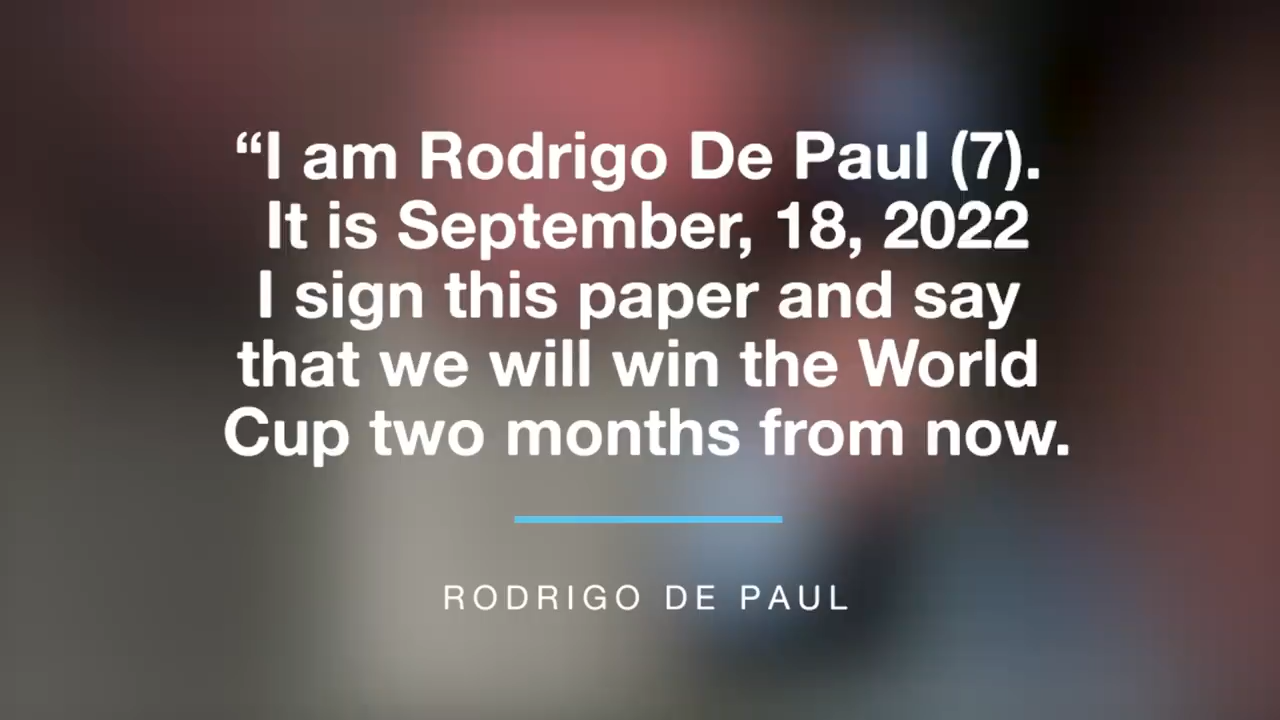 “I am Rodrigo De Paul (7).
It is September, 18, 2022
I sign this paper and say
that we will win the World
Cup two months from now.
RODRIGO DE PAUL